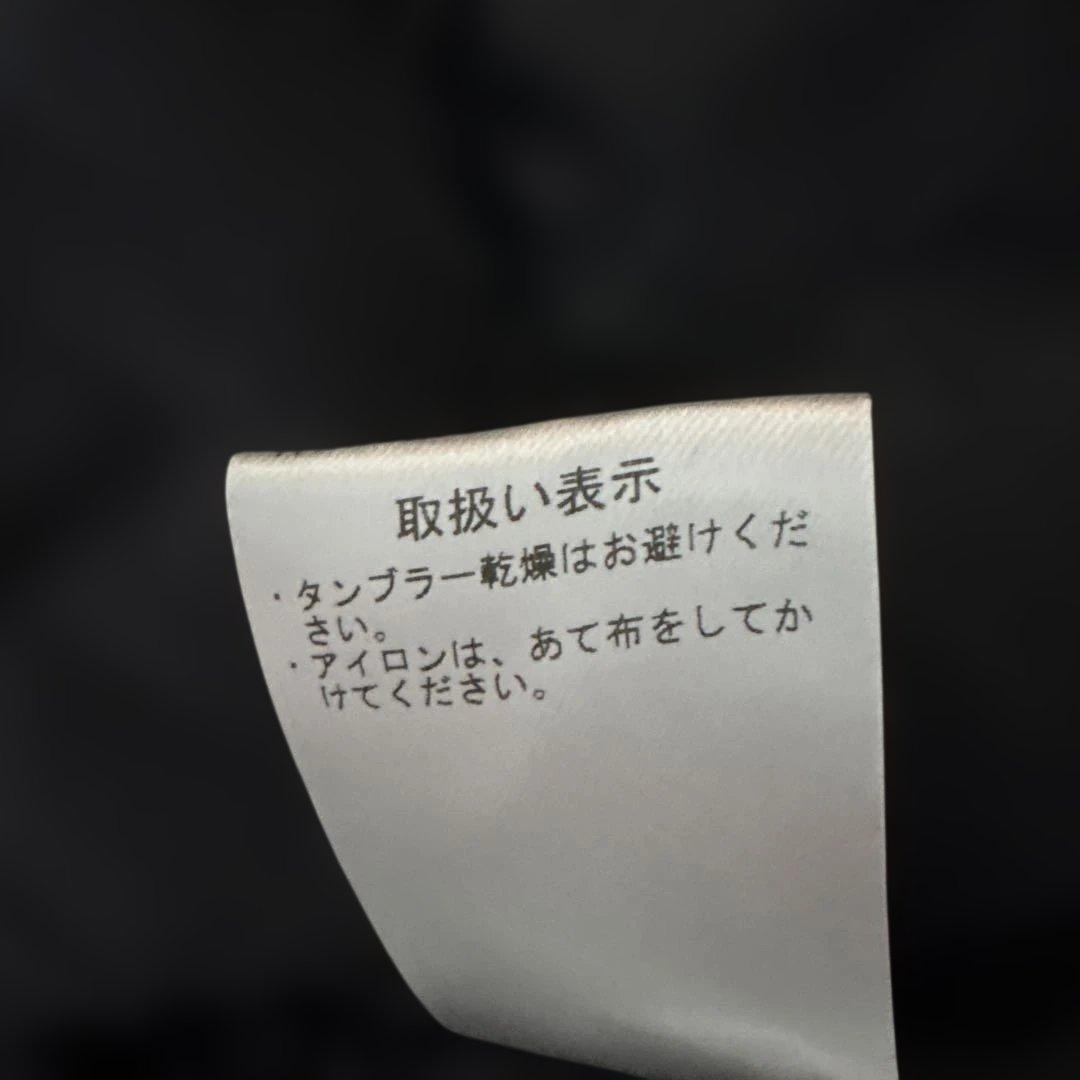 取扱い表示
・タンブラー乾燥はお避けくだ
さい。
・アイロンは、あて布をしてか
けてください。